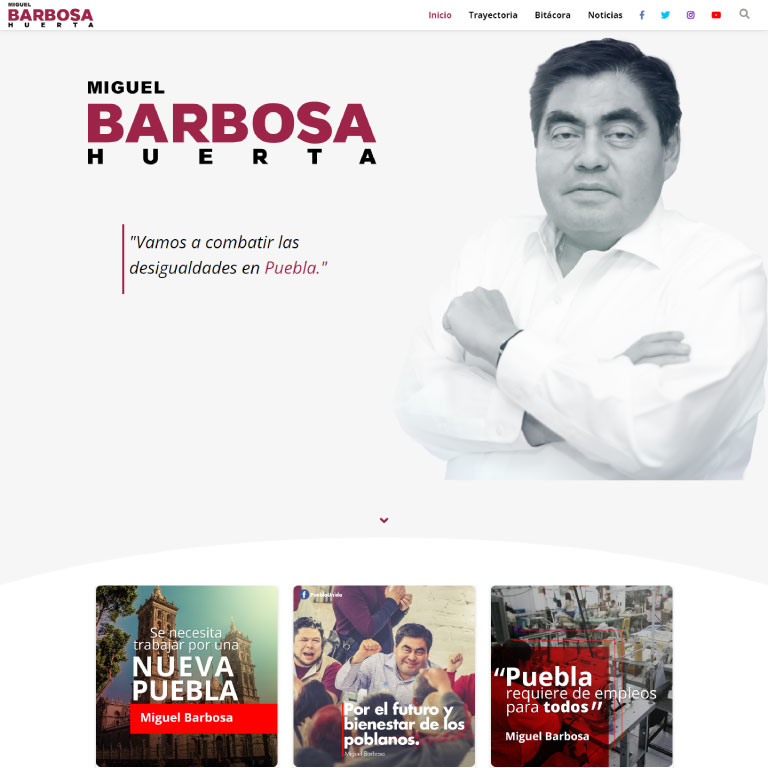 MIGUEL
BARBOSA
HUERTA
Inicio Trayectoria Bitácora Noticias
MIGUEL
BARBOSA
HUERTA
"Vamos a combatir las
desigualdades en Puebla."
Se necesita
trabajar por una
NUEVA
PUEBLA
Miguel Barbosa
PueblaUnida
Por el futuro y
bienestar de los
poblanos.
Miguel Barbosa
“Puebla
requiere de empleos
para todos”
Miguel Barbosa